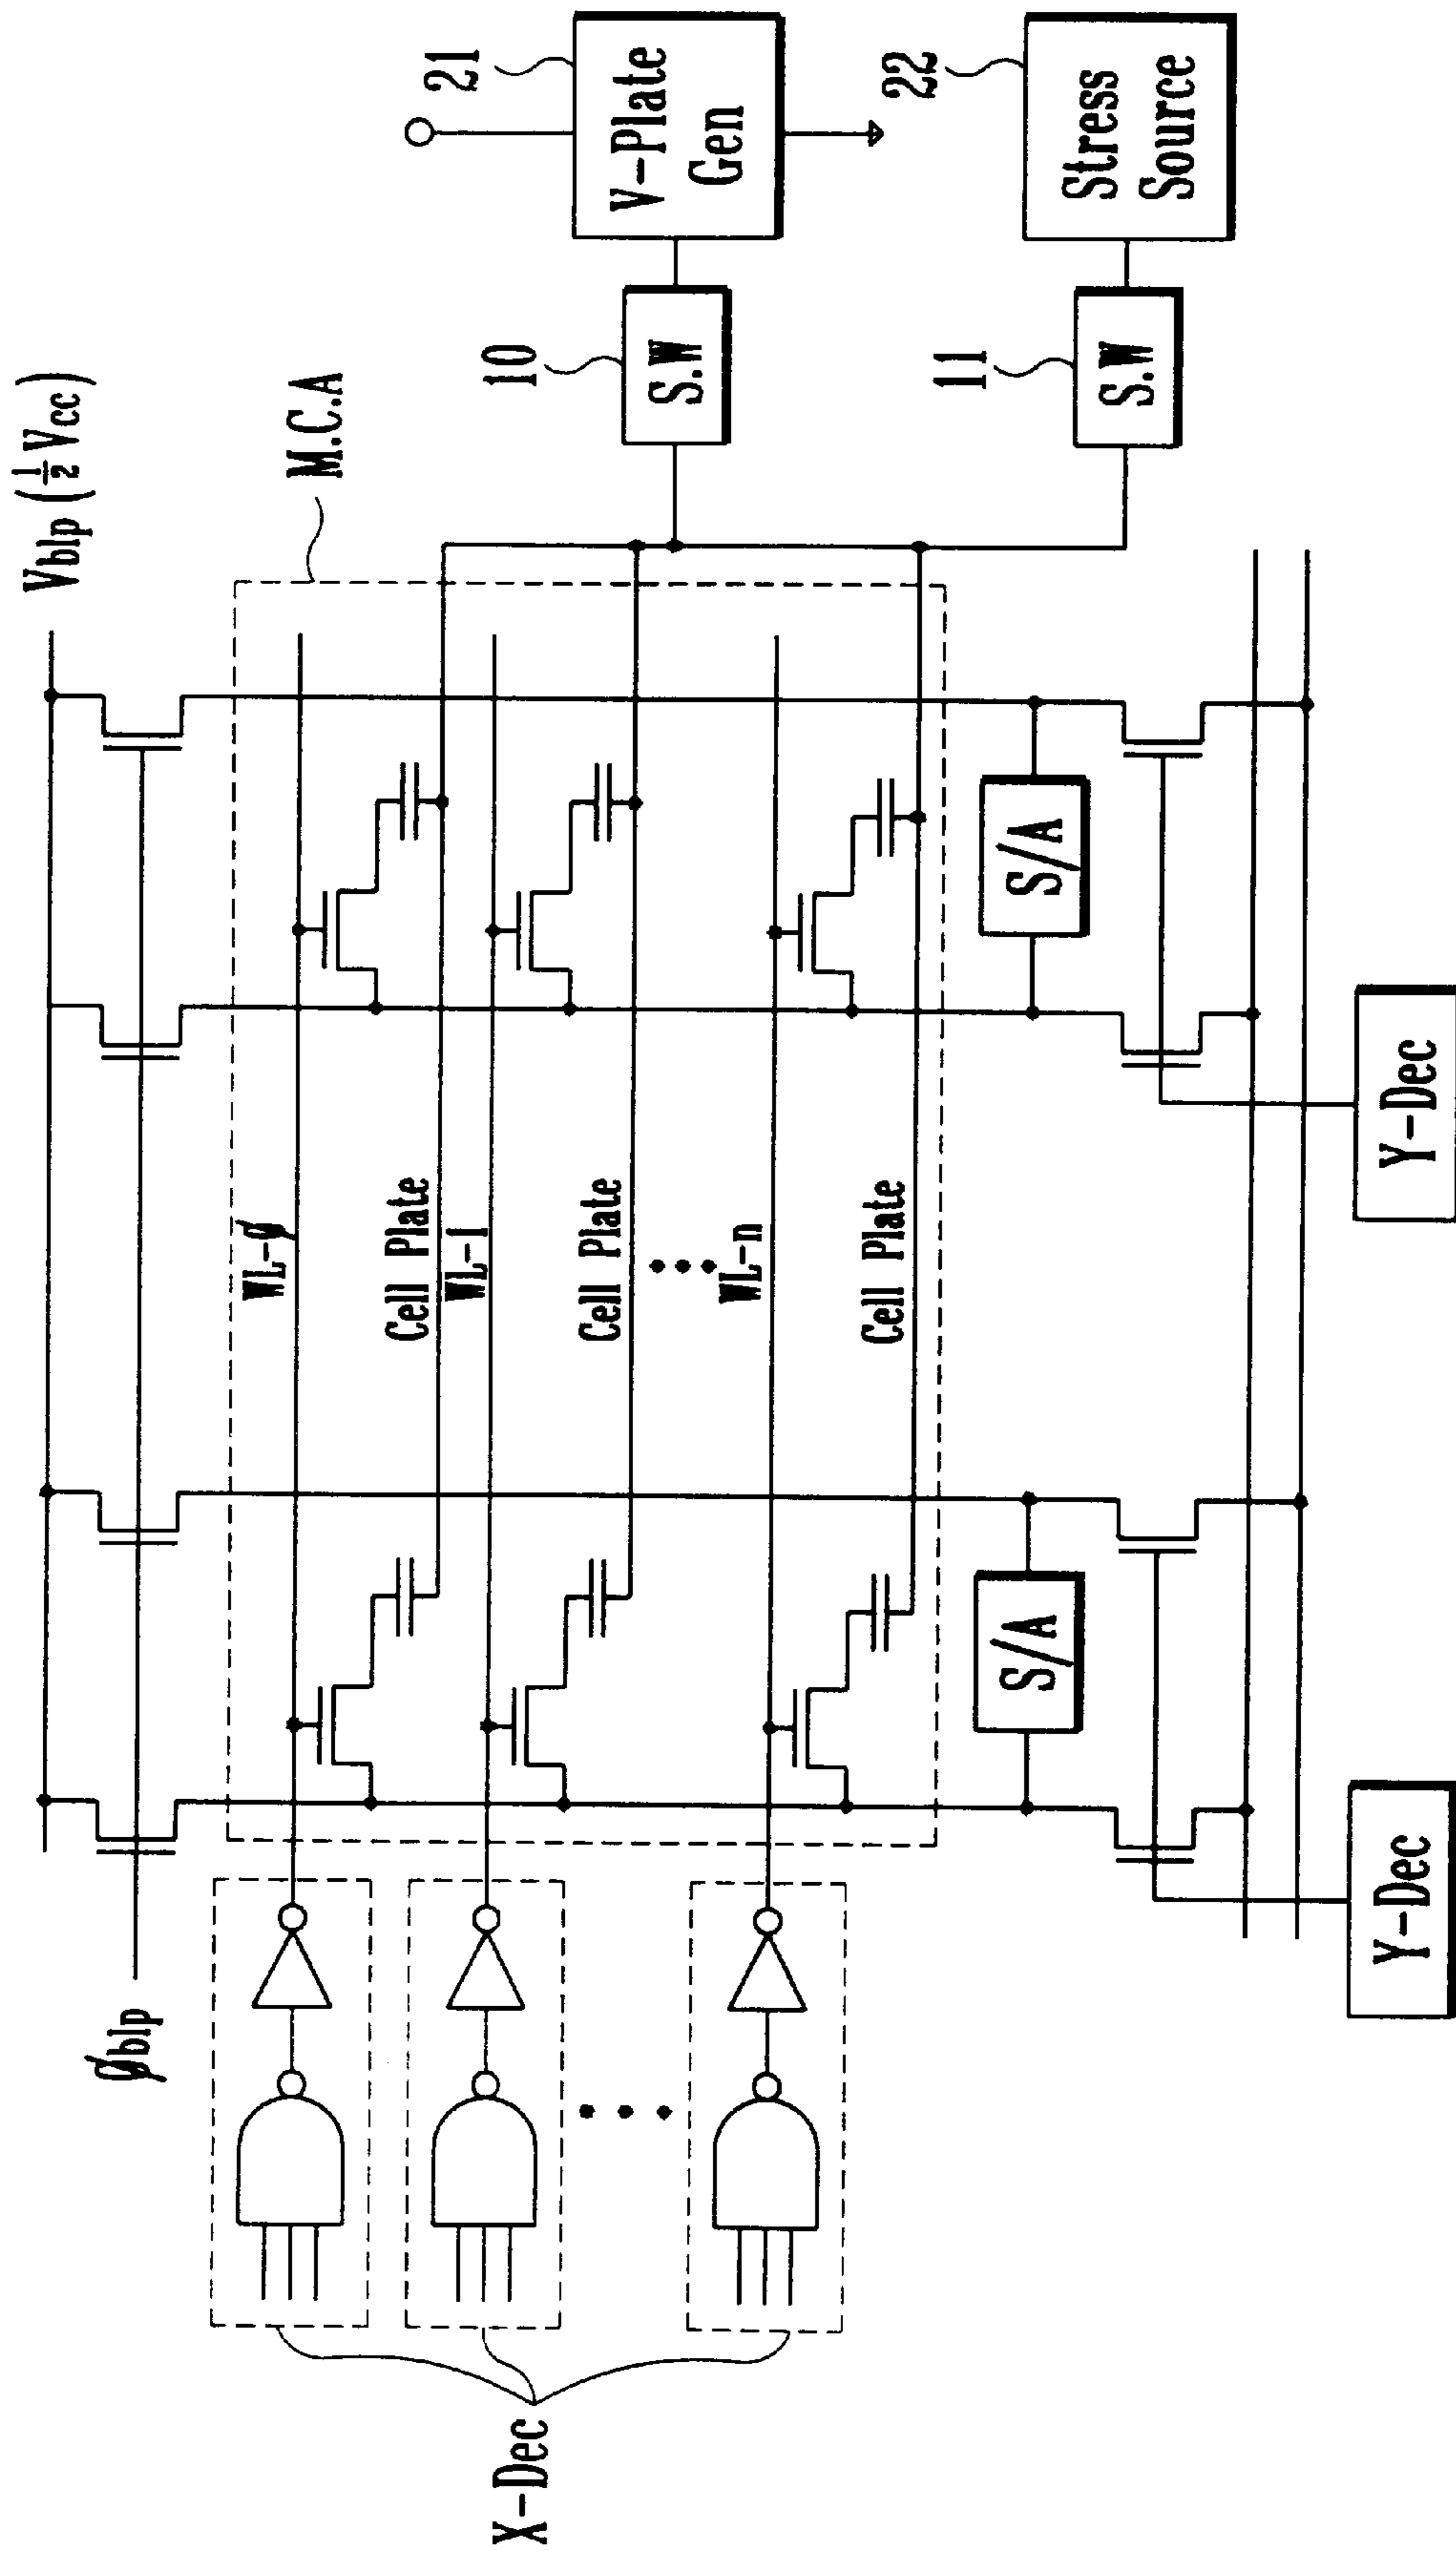 Vblp (1/2 Vcc)
M.C.A
10
S.W
21
V-Plate
Gen
11
S.W
22
Stress
Source
Øblp
WL-Ø
Cell Plate
WL-1
Cell Plate
WL-n
Cell Plate
X-Dec
S/A
S/A
Y-Dec
Y-Dec